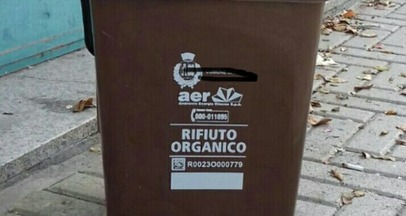 aer
Ambiente Energia Risorse S.p.A.
800-011895
RIFIUTO
ORGANICO
R0023O000779